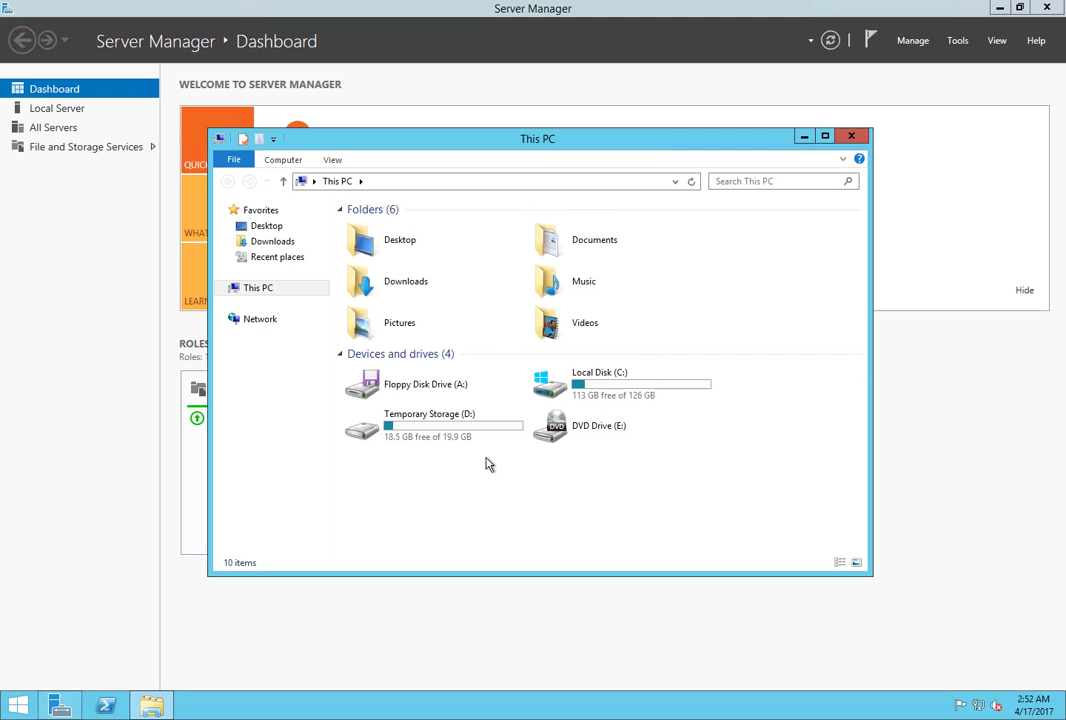 Server Manager
Server Manager ‣ Dashboard
Manage Tools View Help
Dashboard
Local Server
All Servers
File and Storage Services
WELCOME TO SERVER MANAGER
QUICK
WHAT
LEARN
Hide
ROLES
Roles: 1
This PC
File Computer View
This PC
Search This PC
Favorites
Desktop
Downloads
Recent places
This PC
Network
Folders (6)
Desktop
Documents
Downloads
Music
Pictures
Videos
Devices and drives (4)
Floppy Disk Drive (A:)
Local Disk (C:)
113 GB free of 126 GB
Temporary Storage (D:)
18.5 GB free of 19.9 GB
DVD
DVD Drive (E:)
10 items
2:52 AM
4/17/2017